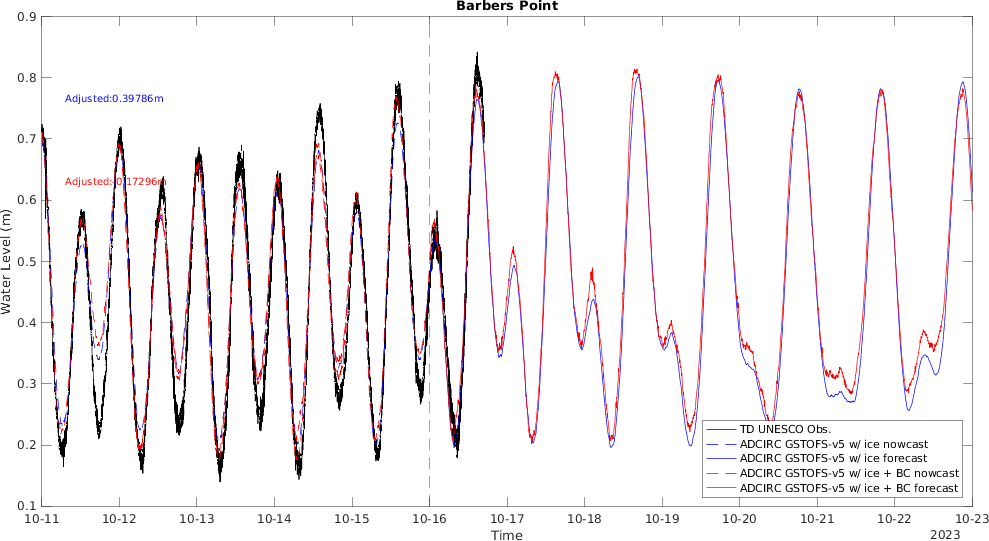 Barbers Point
Water Level (m)
0.9
0.8
0.7
0.6
0.5
0.4
0.3
0.2
0.1
Adjusted:0.39786m
Adjusted:-0.17296m
TD UNESCO Obs.
ADCIRC GSTOFS-v5 w/ ice nowcast
ADCIRC GSTOFS-v5 w/ ice forecast
ADCIRC GSTOFS-v5 w/ ice + BC nowcast
ADCIRC GSTOFS-v5 w/ ice + BC forecast
10-11 10-12 10-13 10-14 10-15 10-16 10-17 10-18 10-19 10-20 10-21 10-22 10-23
Time
2023